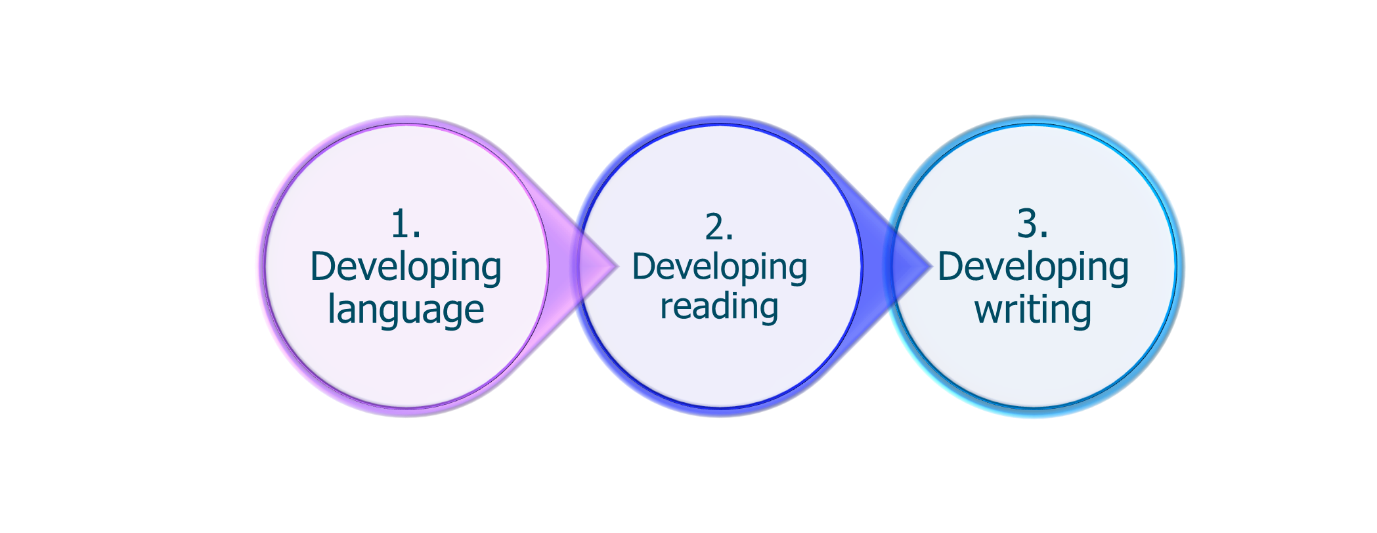 1.
Developing
language
2.
Developing
reading
3.
Developing
writing